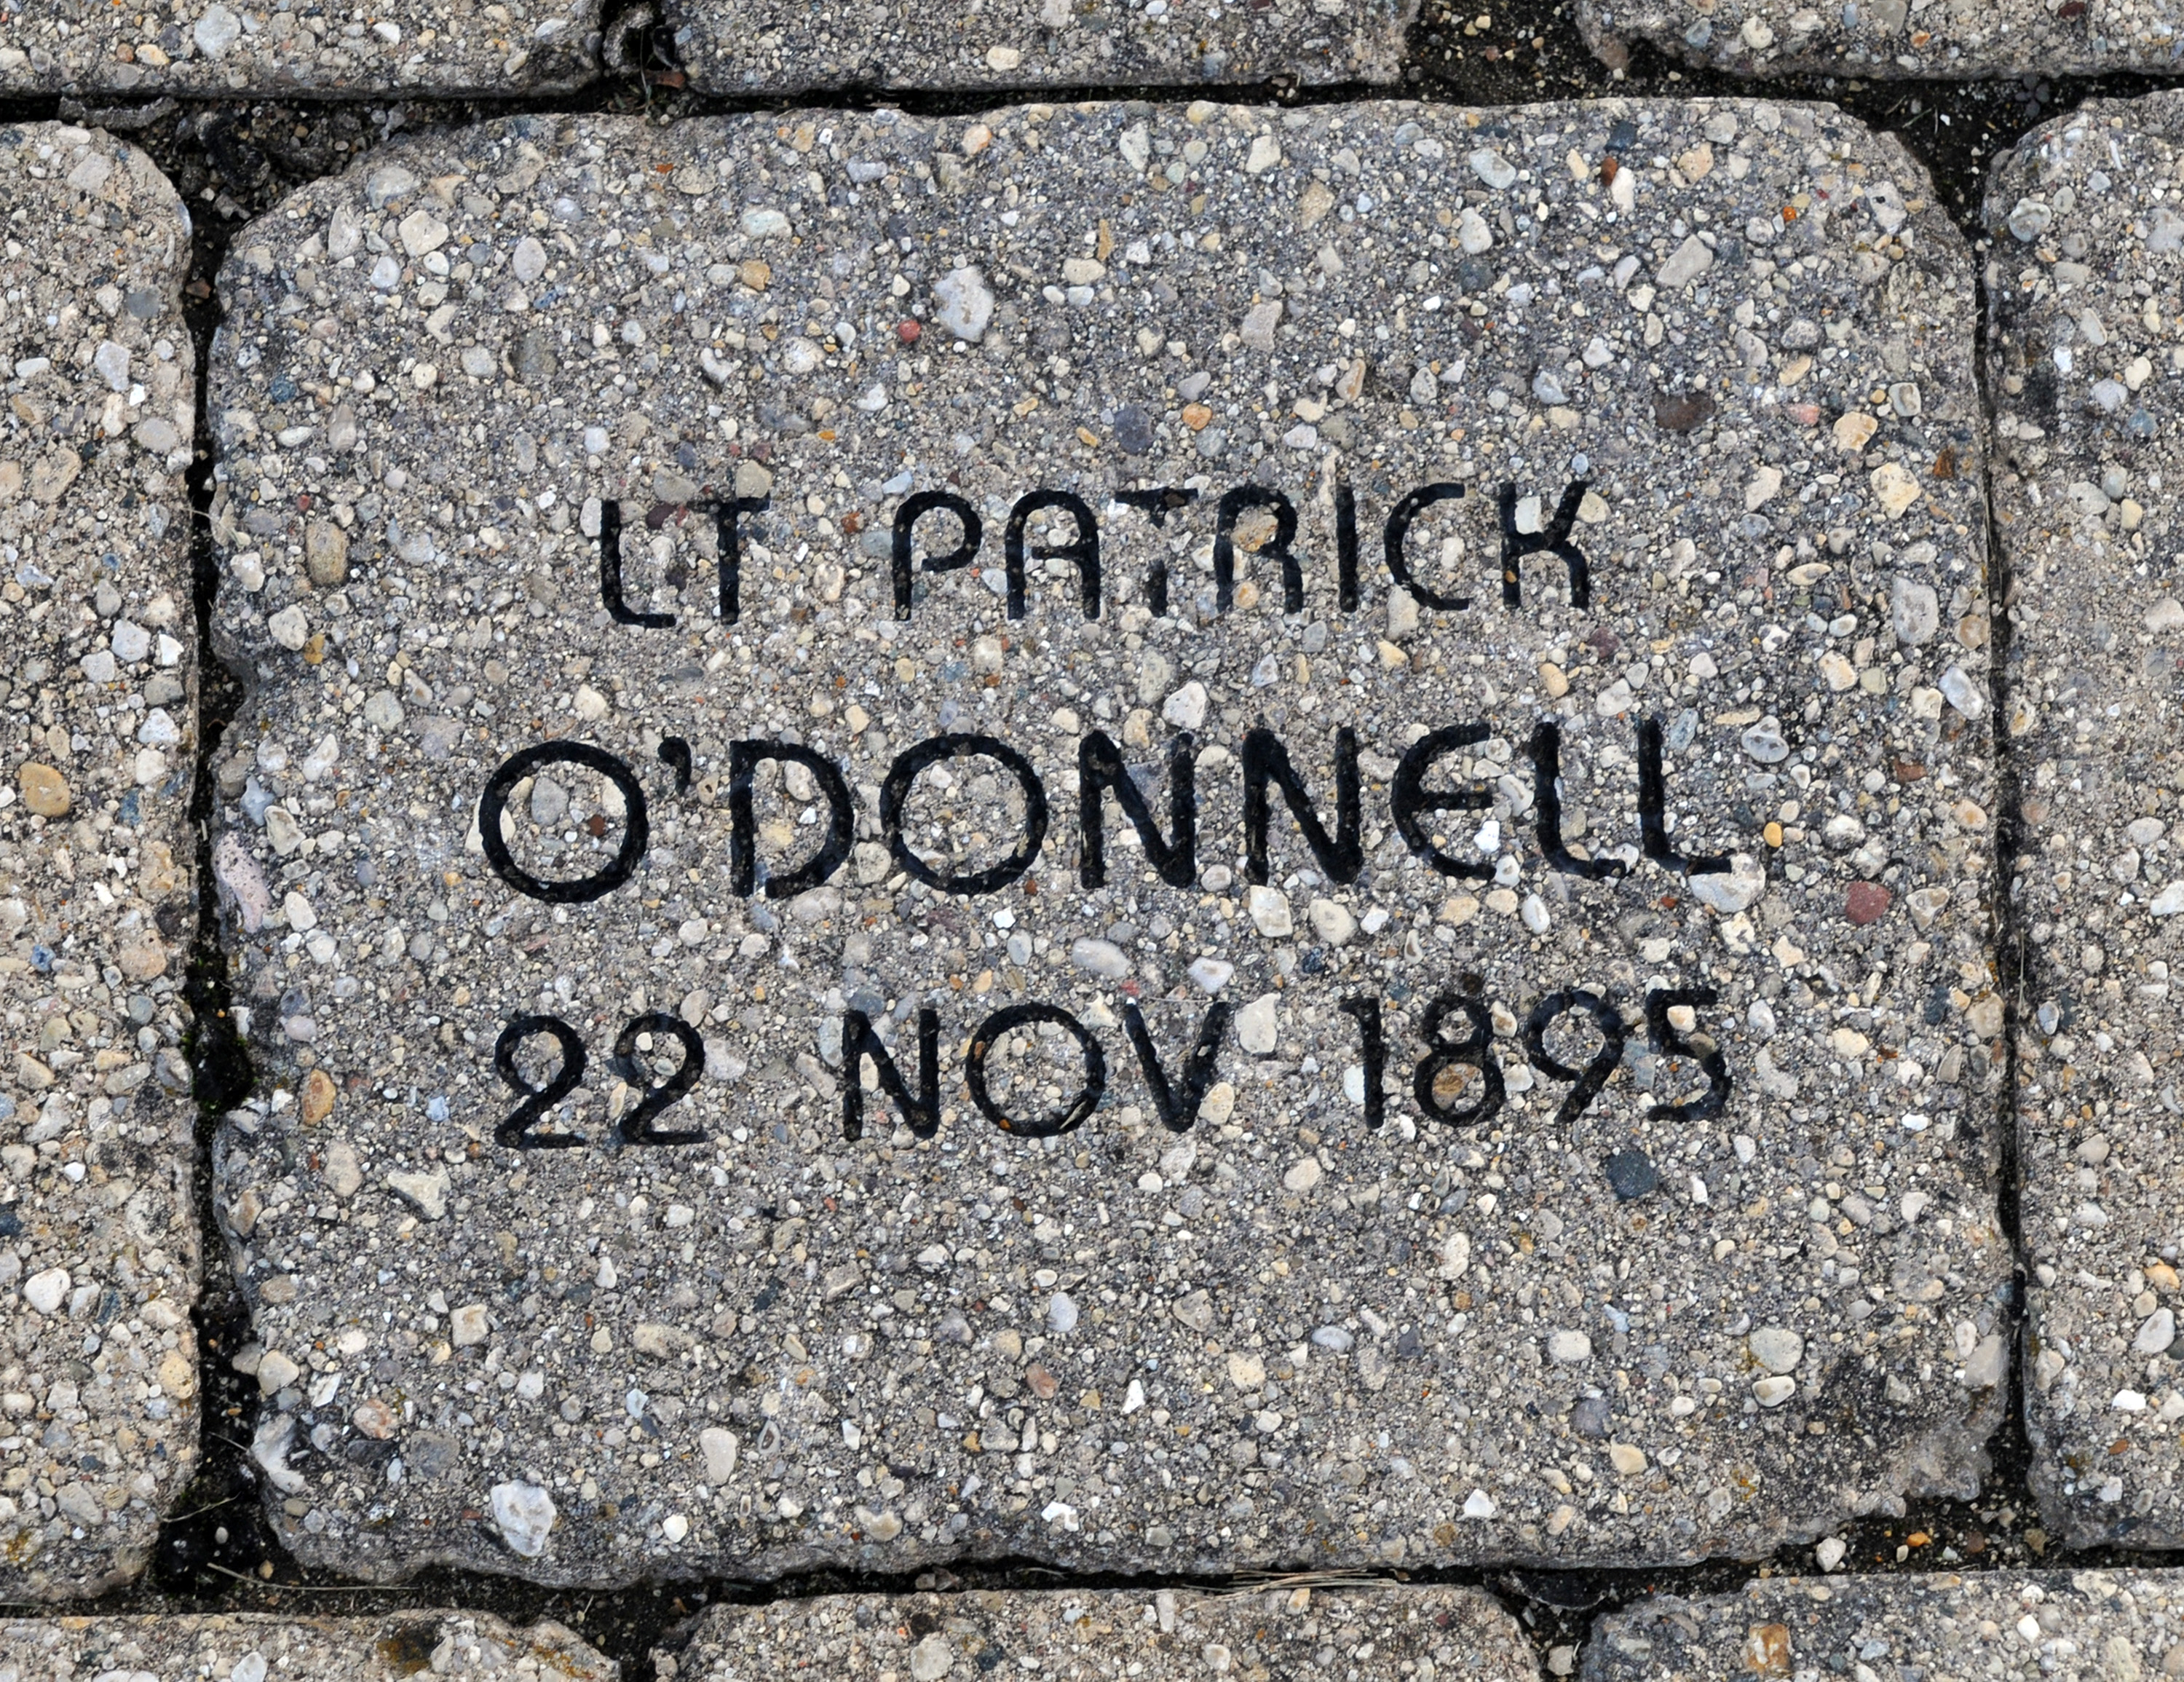 LT PATRICK
O'DONNELL
22 NOV 1895